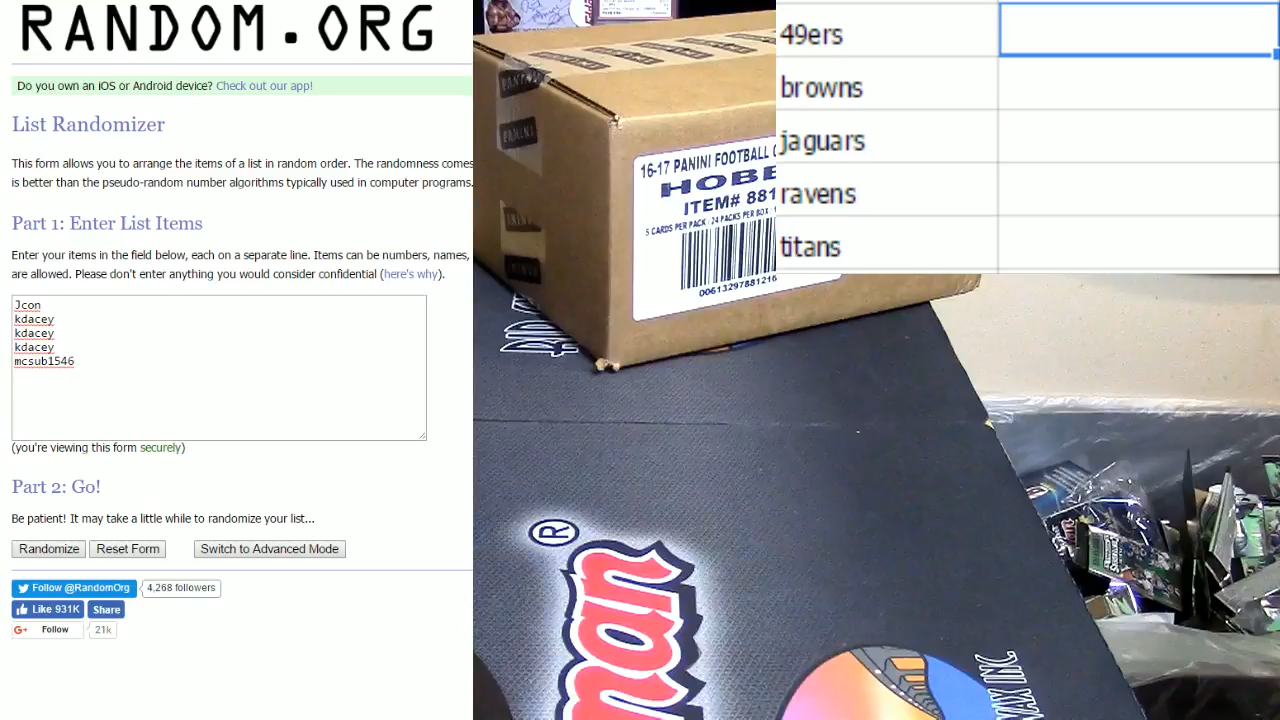 RANDOM.ORG
Do you own an iOS or Android device? Check out our app!
List Randomizer
This form allows you to arrange the items of a list in random order. The randomness comes
is better than the pseudo-random number algorithms typically used in computer programs.
Part 1: Enter List Items
Enter your items in the field below, each on a separate line. Items can be numbers, names,
are allowed. Please don't enter anything you would consider confidential (here's why).
Jcon
kdacey
kdacey
kdacey
mcsub1546
(you're viewing this form securely)
Part 2: Go!
Be patient! It may take a little while to randomize your list...
Randomize
Reset Form
Switch to Advanced Mode
Follow @RandomOrg
4,268 followers
Like 931K
Share
Follow
21k
PANINI
PANINI
16-17 PANINI FOOTBALL
HOBB
ITEM# 881
5 CARDS PER PACK - 24 PACKS PER BOX
00613297881216
49ers
browns
jaguars
ravens
titans
®
MAX INC